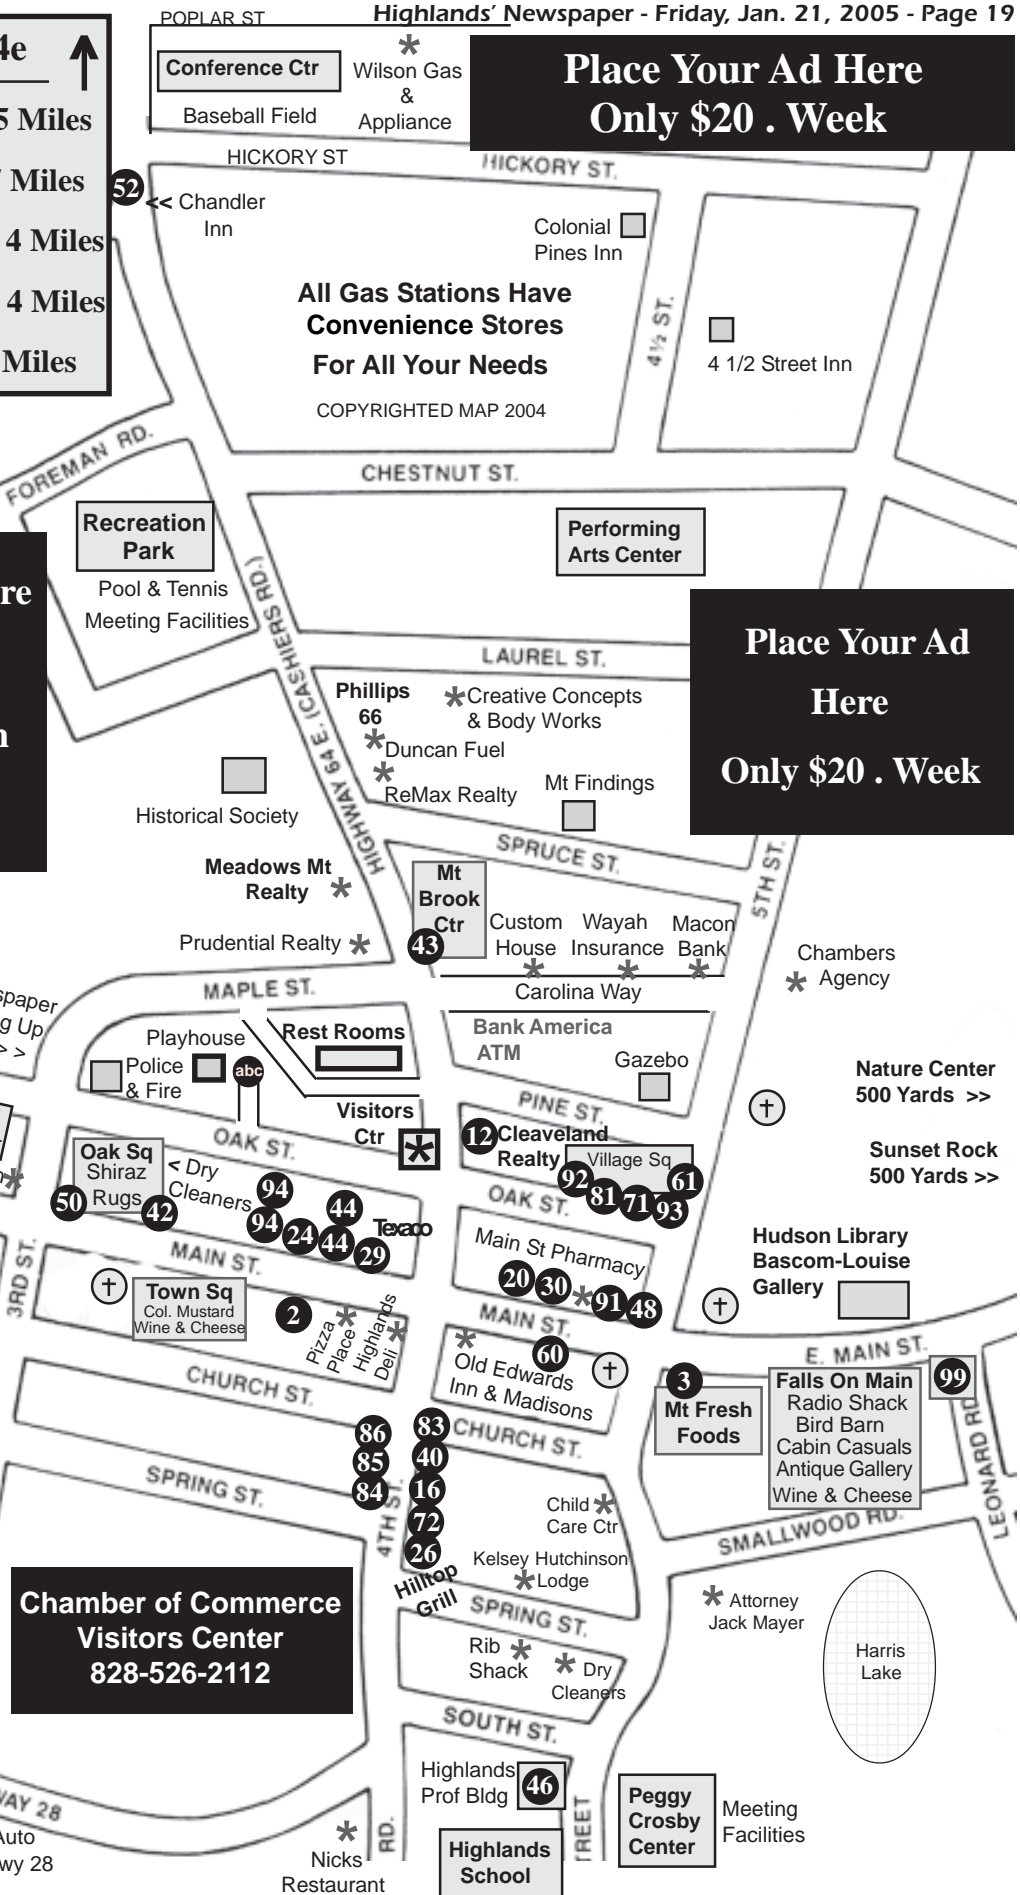 Highlands' Newspaper - Friday, Jan. 21, 2005 - Page 19
POPLAR ST
4e
5 Miles
Miles
4 Miles
4 Miles
Miles
Conference Ctr
Baseball Field
Wilson Gas
&
Appliance
Place Your Ad Here
Only $20 . Week
HICKORY ST
HICKORY ST.
52
<< Chandler
Inn
Colonial
Pines Inn
All Gas Stations Have
Convenience Stores
For All Your Needs
COPYRIGHTED MAP 2004
4½ ST.
4 1/2 Street Inn
FOREMAN RD.
CHESTNUT ST.
Recreation
Park
Pool & Tennis
Meeting Facilities
Performing
Arts Center
re
n
HIGHWAY 64 E. (CASHIERS RD.)
LAUREL ST.
Place Your Ad
Here
Only $20 . Week
Phillips
66
Creative Concepts
& Body Works
Duncan Fuel
ReMax Realty
Mt Findings
Historical Society
SPRUCE ST.
5TH ST.
Meadows Mt
Realty
Prudential Realty
Mt
Brook
Ctr
43
Custom
House
Wayah
Insurance
Macon
Bank
Chambers
Agency
Carolina Way
MAPLE ST.
spaper
g Up
> >
Playhouse
Police
& Fire
abc
Rest Rooms
Bank America
ATM
Gazebo
Nature Center
500 Yards >>
Visitors
Ctr
PINE ST.
12
Cleaveland
Realty
Village Sq
92
81
71
93
61
Sunset Rock
500 Yards >>
OAK ST.
Oak Sq
Shiraz
Rugs
50
42
< Dry
Cleaners
94
94
24
44
44
29
Texaco
OAK ST.
Main St Pharmacy
20
30
91
48
Hudson Library
Bascom-Louise
Gallery
3RD ST.
MAIN ST.
Town Sq
Col. Mustard
Wine & Cheese
2
Pizza
Place
Highlands
Deli
MAIN ST.
60
Old Edwards
Inn & Madisons
E. MAIN ST.
3
Mt Fresh
Foods
Falls On Main
Radio Shack
Bird Barn
Cabin Casuals
Antique Gallery
Wine & Cheese
99
LEONARD RD.
CHURCH ST.
86
85
84
83
40
16
72
26
CHURCH ST.
4TH ST.
SPRING ST.
Child
Care Ctr
SMALLWOOD RD.
Kelsey Hutchinson
Lodge
Hilltop
Grill
SPRING ST.
Attorney
Jack Mayer
Chamber of Commerce
Visitors Center
828-526-2112
Rib
Shack
Dry
Cleaners
Harris
Lake
SOUTH ST.
Highlands
Prof Bldg
46
WAY 28
Auto
wy 28
Nicks
Restaurant
RD.
Highlands
School
TREET
Peggy
Crosby
Center
Meeting
Facilities